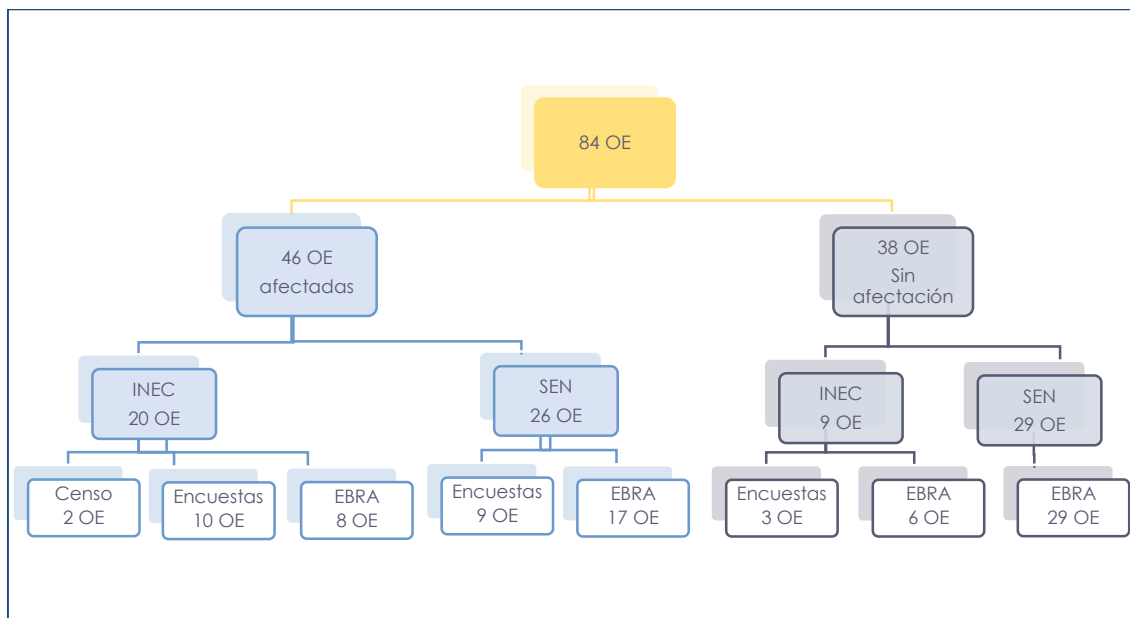 84 OE
46 OE
afectadas
38 OE
Sin
afectación
INEC
20 OE
SEN
26 OE
INEC
9 OE
SEN
29 OE
Censo
2 OE
Encuestas
10 OE
EBRA
8 OE
Encuestas
9 OE
EBRA
17 OE
Encuestas
3 OE
EBRA
6 OE
EBRA
29 OE